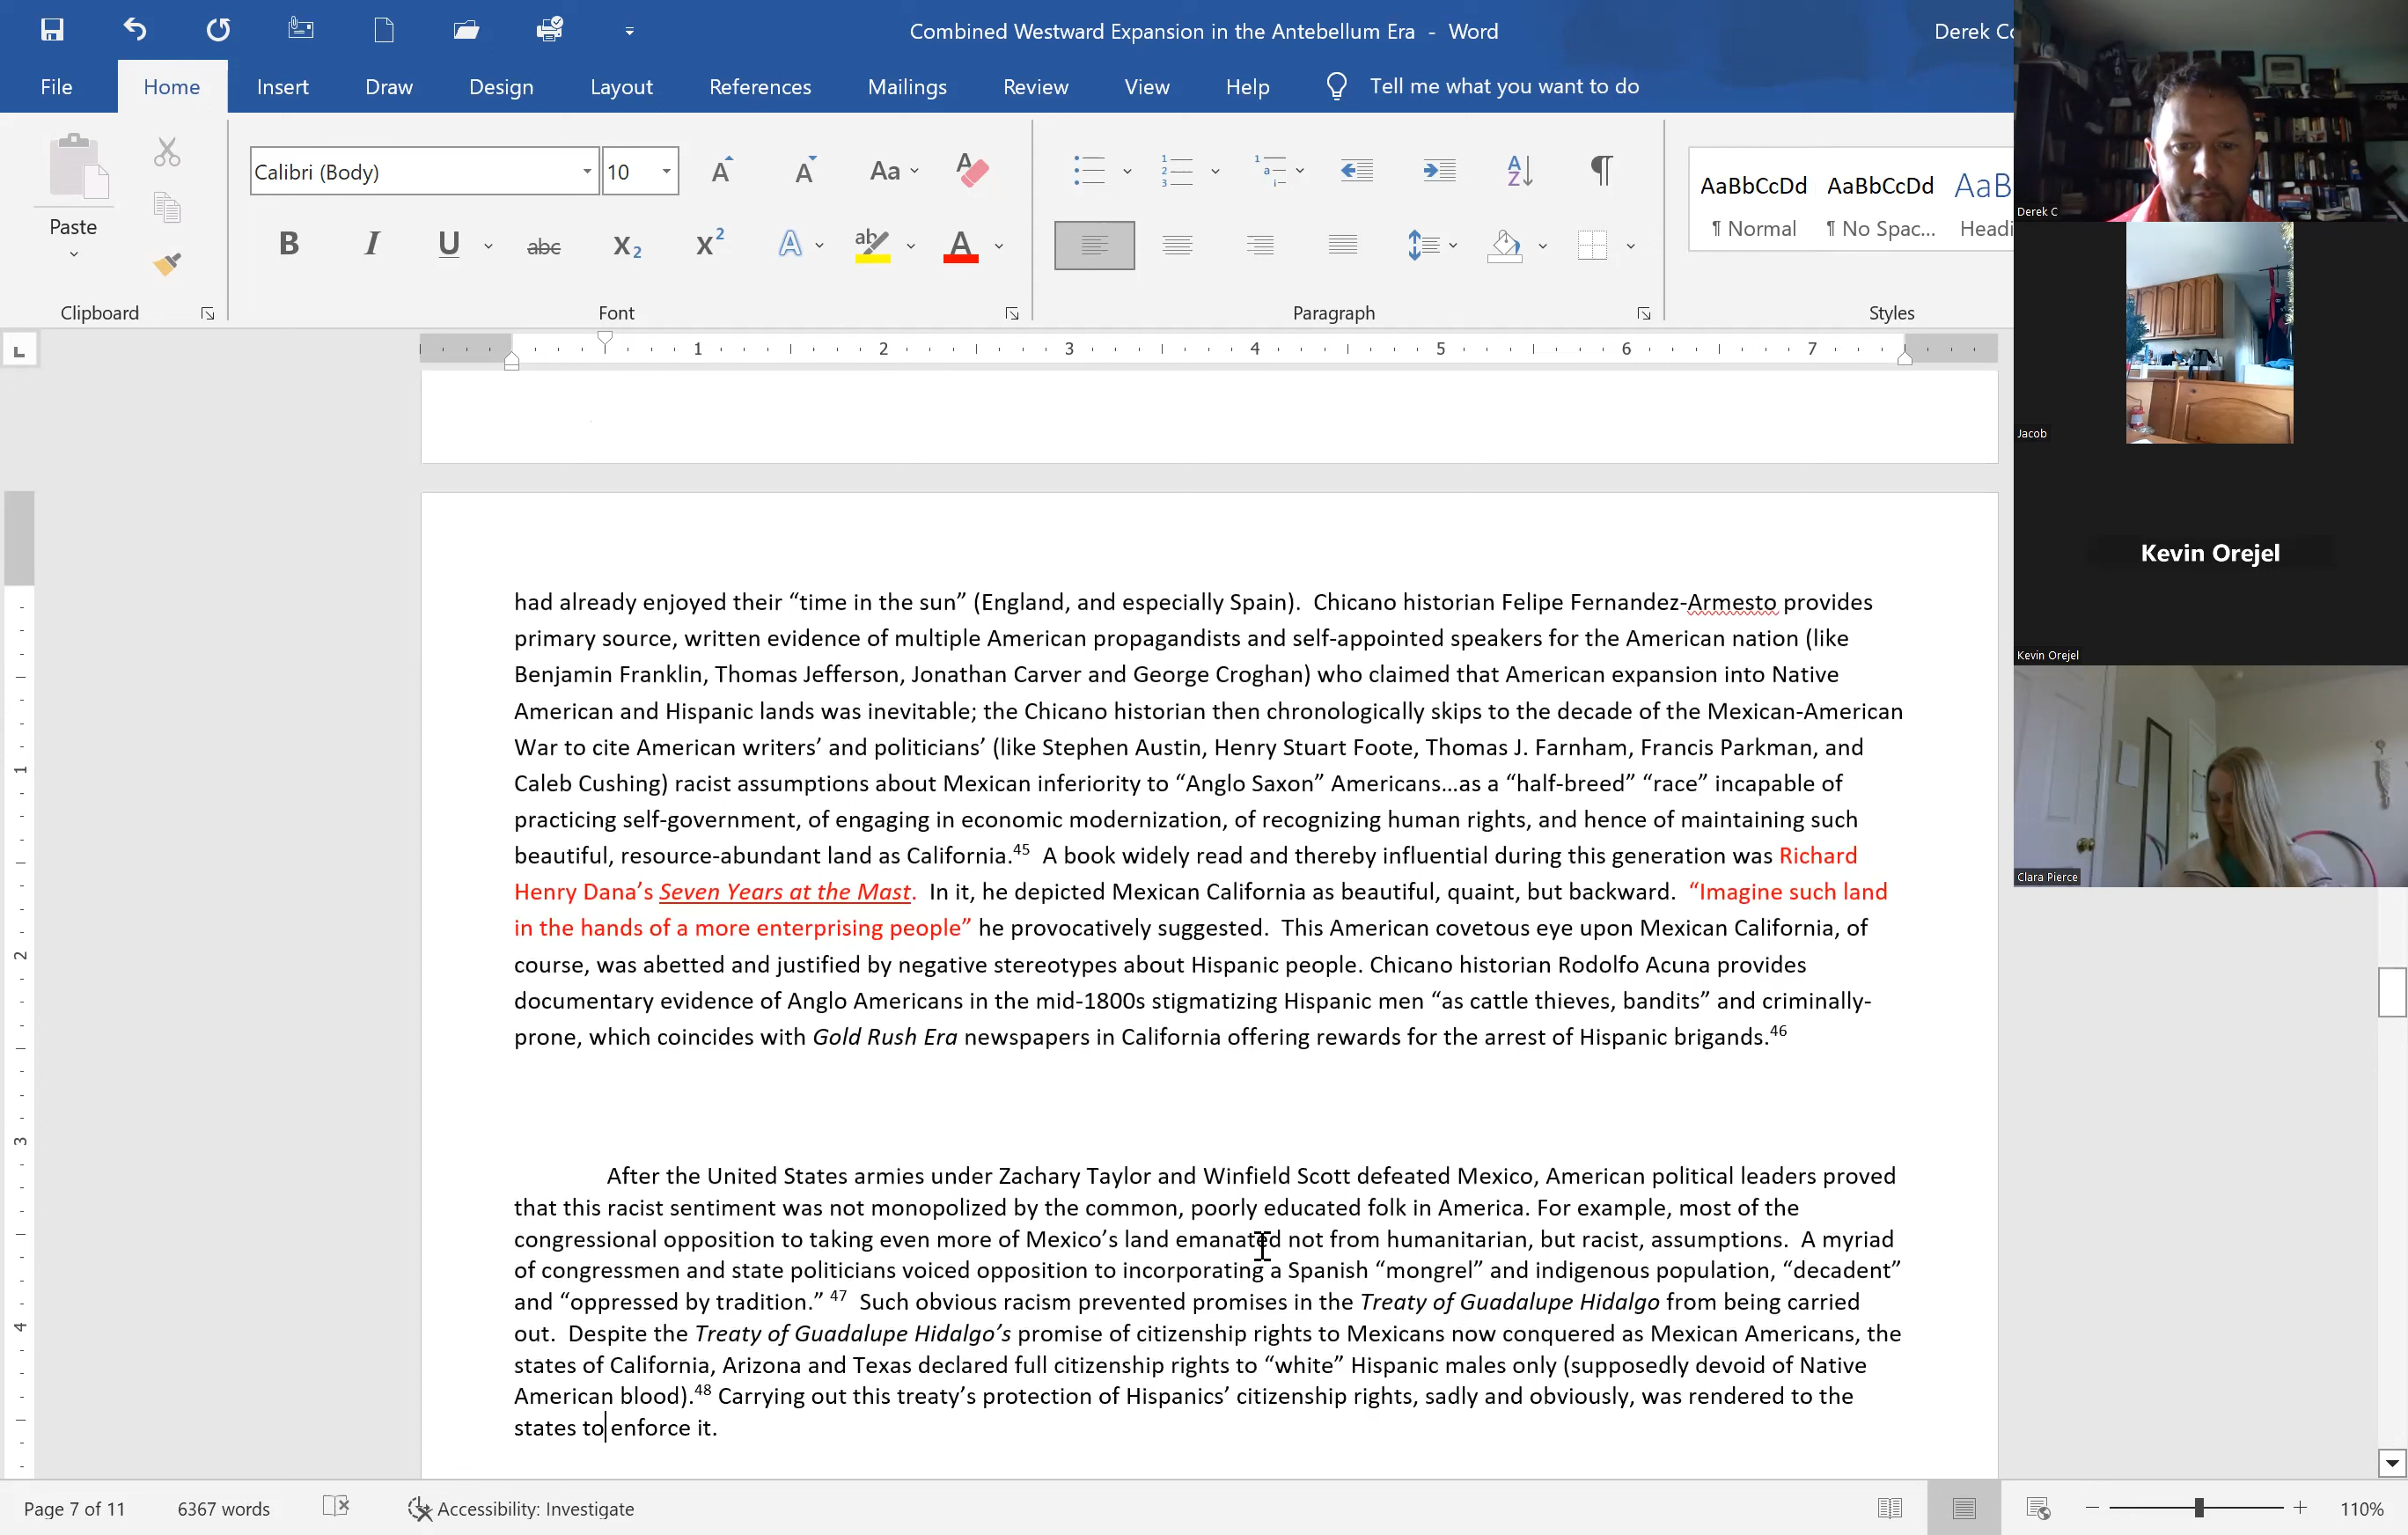 Combined Westward Expansion in the Antebellum Era - Word
Derek Co
File Home Insert Draw Design Layout References Mailings Review View Help Tell me what you want to do
Paste
Clipboard
Calibri (Body) 10
Font
Paragraph
AaBbCcDd AaBbCcDd AaB
¶ Normal ¶ No Spac... Headi
Styles
1 2 3 4 5 6 7
had already enjoyed their “time in the sun” (England, and especially Spain).  Chicano historian Felipe Fernandez-Armesto provides
primary source, written evidence of multiple American propagandists and self-appointed speakers for the American nation (like
Benjamin Franklin, Thomas Jefferson, Jonathan Carver and George Croghan) who claimed that American expansion into Native
American and Hispanic lands was inevitable; the Chicano historian then chronologically skips to the decade of the Mexican-American
War to cite American writers’ and politicians’ (like Stephen Austin, Henry Stuart Foote, Thomas J. Farnham, Francis Parkman, and
Caleb Cushing) racist assumptions about Mexican inferiority to “Anglo Saxon” Americans…as a “half-breed” “race” incapable of
practicing self-government, of engaging in economic modernization, of recognizing human rights, and hence of maintaining such
beautiful, resource-abundant land as California.45  A book widely read and thereby influential during this generation was Richard
Henry Dana’s Seven Years at the Mast.  In it, he depicted Mexican California as beautiful, quaint, but backward.  “Imagine such land
in the hands of a more enterprising people” he provocatively suggested.  This American covetous eye upon Mexican California, of
course, was abetted and justified by negative stereotypes about Hispanic people. Chicano historian Rodolfo Acuna provides
documentary evidence of Anglo Americans in the mid-1800s stigmatizing Hispanic men “as cattle thieves, bandits” and criminally-
prone, which coincides with Gold Rush Era newspapers in California offering rewards for the arrest of Hispanic brigands.46
After the United States armies under Zachary Taylor and Winfield Scott defeated Mexico, American political leaders proved
that this racist sentiment was not monopolized by the common, poorly educated folk in America. For example, most of the
congressional opposition to taking even more of Mexico’s land emanated not from humanitarian, but racist, assumptions.  A myriad
of congressmen and state politicians voiced opposition to incorporating a Spanish “mongrel” and indigenous population, “decadent”
and “oppressed by tradition.” 47  Such obvious racism prevented promises in the Treaty of Guadalupe Hidalgo from being carried
out.  Despite the Treaty of Guadalupe Hidalgo’s promise of citizenship rights to Mexicans now conquered as Mexican Americans, the
states of California, Arizona and Texas declared full citizenship rights to “white” Hispanic males only (supposedly devoid of Native
American blood).48 Carrying out this treaty’s protection of Hispanics’ citizenship rights, sadly and obviously, was rendered to the
states to enforce it.
1
2
3
4
Page 7 of 11 6367 words Accessibility: Investigate 110%
Derek C
Jacob
Kevin Orejel
Kevin Orejel
Clara Pierce